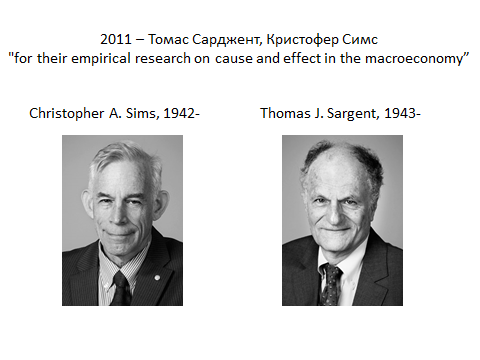 2011 – Томас Сарджент, Кристофер Симс
"for their empirical research on cause and effect in the macroeconomy”
Christopher A. Sims, 1942-
Thomas J. Sargent, 1943-